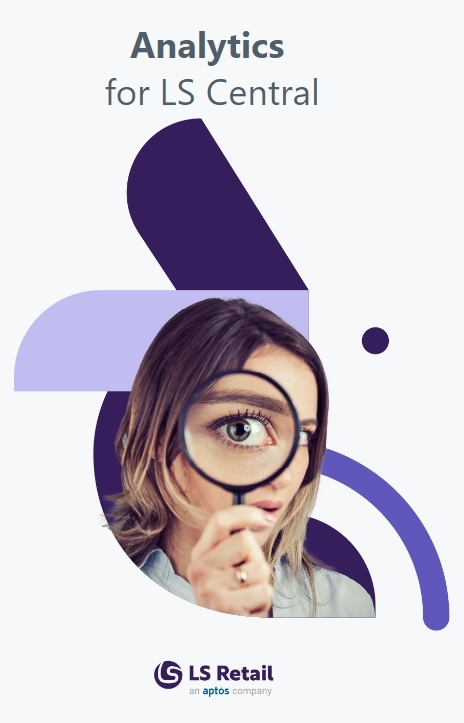 Analytics
for LS Central
LS Retail
an aptos company